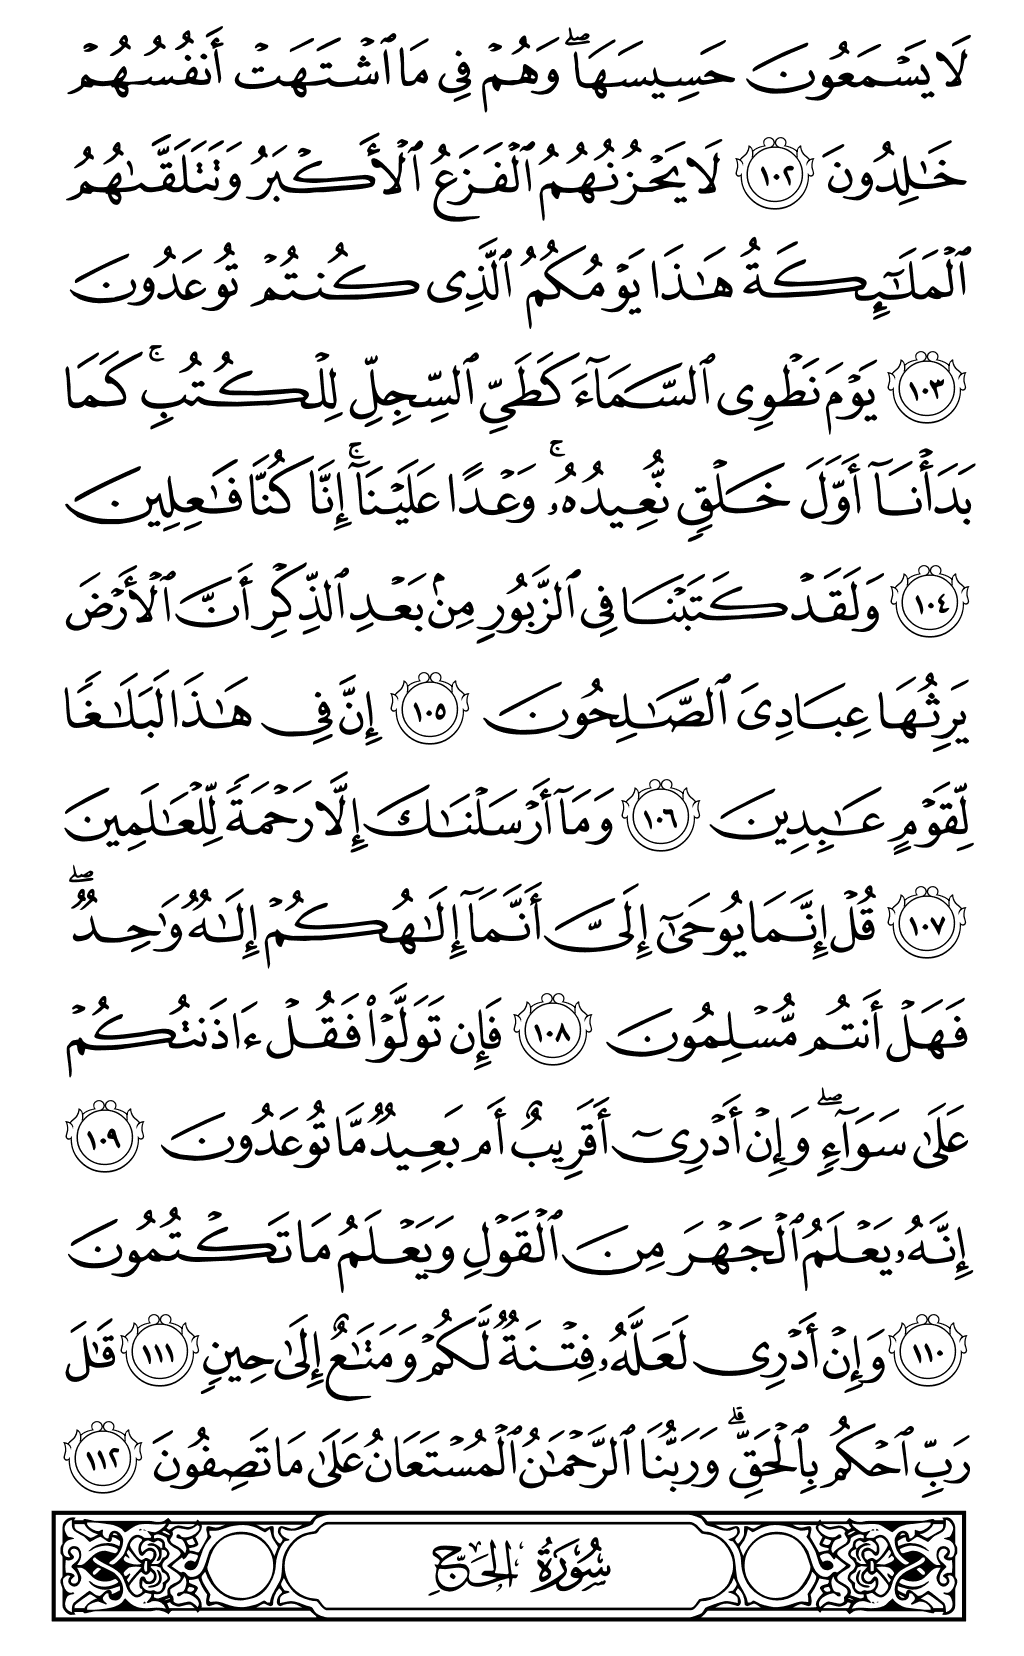 لَا يَسۡمَعُونَ حَسِيسَهَاۖ وَهُمۡ فِي مَا ٱشۡتَهَتۡ أَنفُسُهُمۡ
خَٰلِدُونَ ١٠٢ لَا يَحۡزُنُهُمُ ٱلۡفَزَعُ ٱلۡأَكۡبَرُ وَتَتَلَقَّىٰهُمُ
ٱلۡمَلَٰٓئِكَةُ هَٰذَا يَوۡمُكُمُ ٱلَّذِي كُنتُمۡ تُوعَدُونَ
١٠٣ يَوۡمَ نَطۡوِي ٱلسَّمَآءَ كَطَيِّ ٱلسِّجِلِّ لِلۡكُتُبِۚ كَمَا
بَدَأۡنَآ أَوَّلَ خَلۡقٖ نُّعِيدُهُۥۚ وَعۡدًا عَلَيۡنَآۚ إِنَّا كُنَّا فَٰعِلِينَ
١٠٤ وَلَقَدۡ كَتَبۡنَا فِي ٱلزَّبُورِ مِنۢ بَعۡدِ ٱلذِّكۡرِ أَنَّ ٱلۡأَرۡضَ
يَرِثُهَا عِبَادِيَ ٱلصَّٰلِحُونَ ١٠٥ إِنَّ فِي هَٰذَا لَبَلَٰغٗا
لِّقَوۡمٍ عَٰبِدِينَ ١٠٦ وَمَآ أَرۡسَلۡنَٰكَ إِلَّا رَحۡمَةٗ لِّلۡعَٰلَمِينَ
١٠٧ قُلۡ إِنَّمَا يُوحَىٰٓ إِلَيَّ أَنَّمَآ إِلَٰهُكُمۡ إِلَٰهٞ وَٰحِدٞۖ
فَهَلۡ أَنتُم مُّسۡلِمُونَ ١٠٨ فَإِن تَوَلَّوۡاْ فَقُلۡ ءَاذَنتُكُمۡ
عَلَىٰ سَوَآءٖۖ وَإِنۡ أَدۡرِيٓ أَقَرِيبٌ أَم بَعِيدٞ مَّا تُوعَدُونَ ١٠٩
إِنَّهُۥ يَعۡلَمُ ٱلۡجَهۡرَ مِنَ ٱلۡقَوۡلِ وَيَعۡلَمُ مَا تَكۡتُمُونَ
١١٠ وَإِنۡ أَدۡرِي لَعَلَّهُۥ فِتۡنَةٞ لَّكُمۡ وَمَتَٰعٌ إِلَىٰ حِينٖ ١١١ قَٰلَ
رَبِّ ٱحۡكُم بِٱلۡحَقِّۗ وَرَبُّنَا ٱلرَّحۡمَٰنُ ٱلۡمُسۡتَعَانُ عَلَىٰ مَا تَصِفُونَ ١١٢
سُورَةُ الحَجِّ